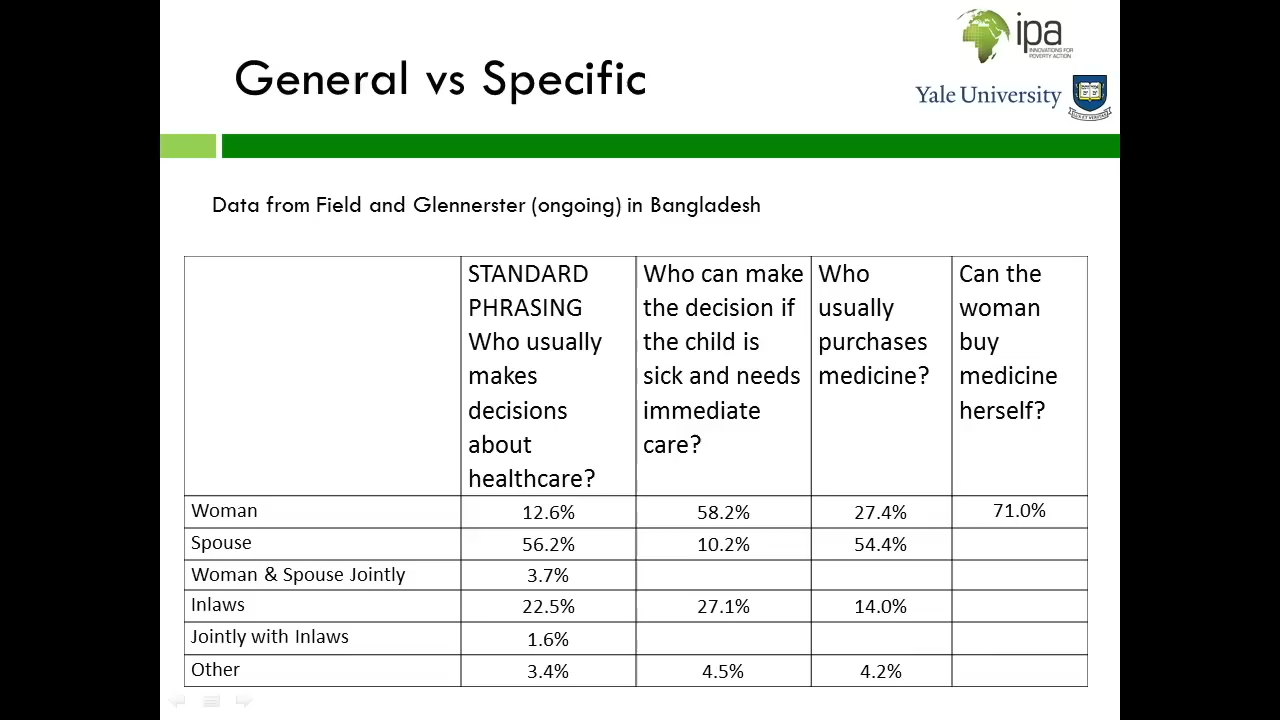 General vs Specific
ipa
INNOVATIONS FOR
POVERTY ACTION
Yale University
Data from Field and Glennerster (ongoing) in Bangladesh
STANDARD
PHRASING
Who usually
makes
decisions
about
healthcare?
Who can make
the decision if
the child is
sick and needs
immediate
care?
Who
usually
purchases
medicine?
Can the
woman
buy
medicine
herself?
Woman 12.6% 58.2% 27.4% 71.0%
Spouse 56.2% 10.2% 54.4%
Woman & Spouse Jointly 3.7%
Inlaws 22.5% 27.1% 14.0%
Jointly with Inlaws 1.6%
Other 3.4% 4.5% 4.2%